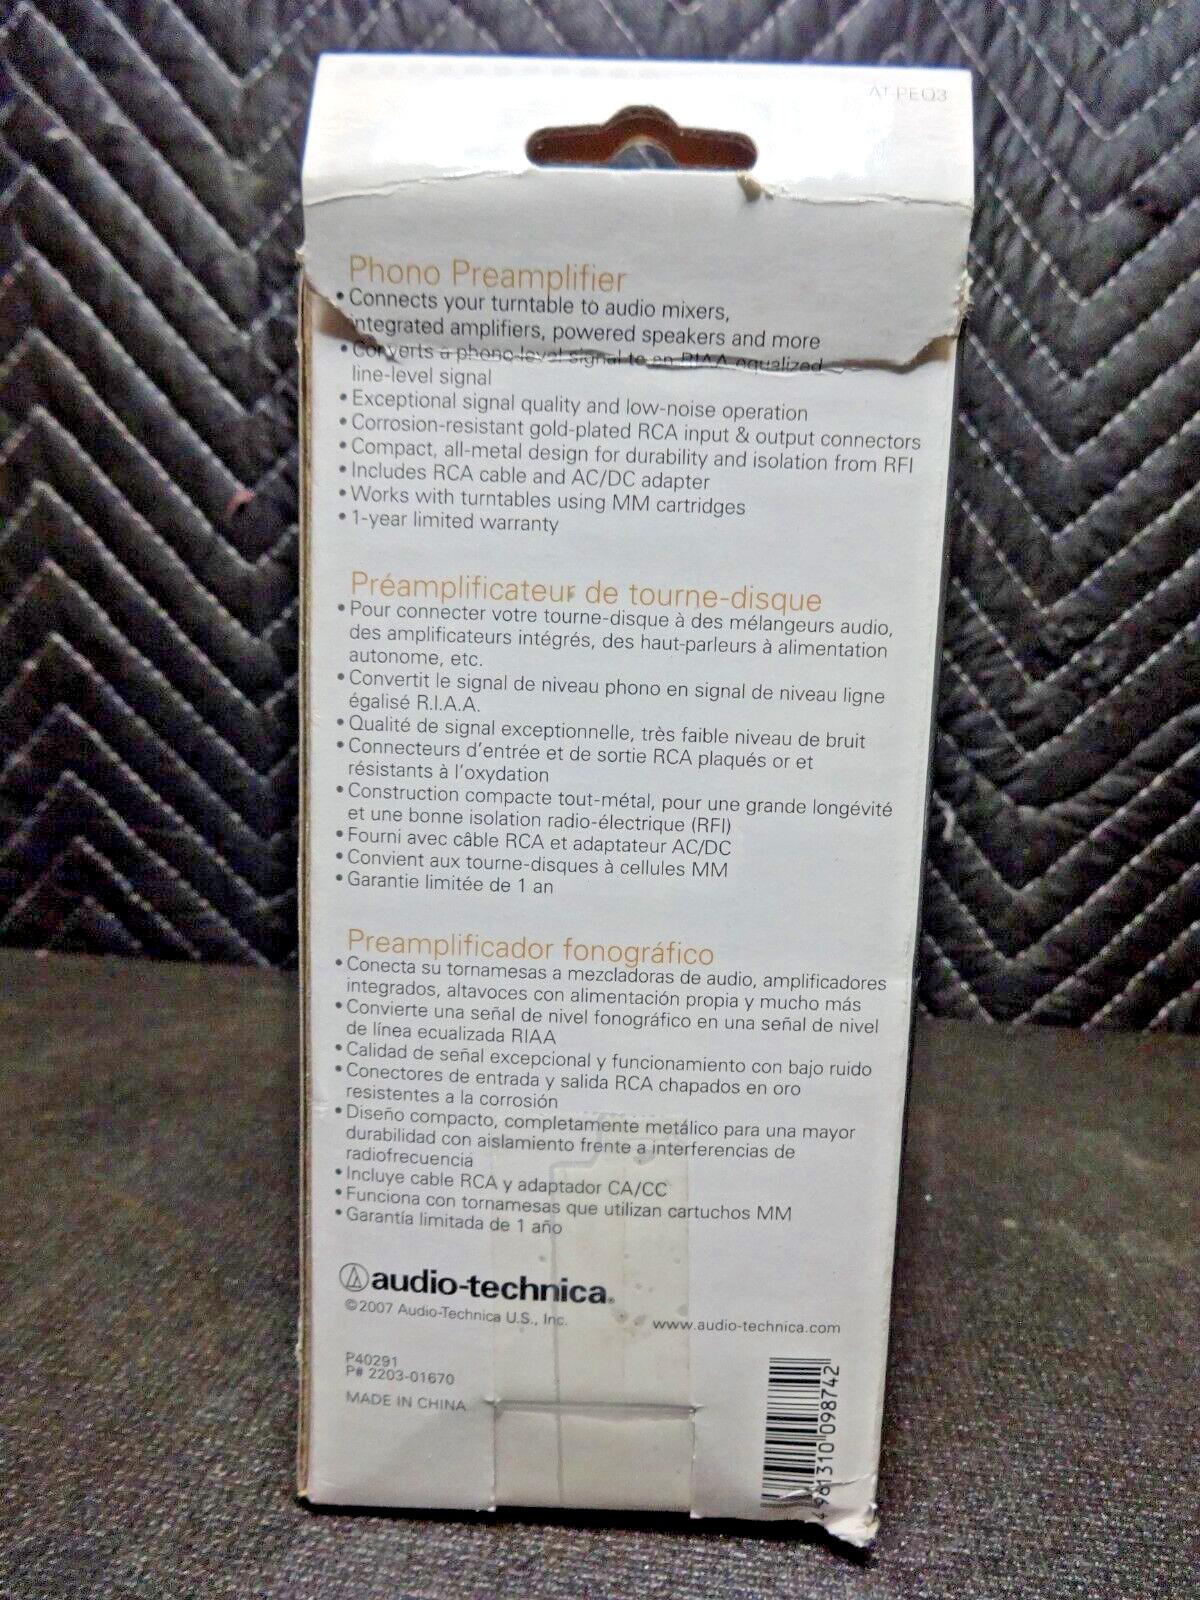 AT-PEQ3
Phono Preamplifier
• Connects your turntable to audio mixers,
integrated amplifiers, powered speakers and more
• Converts a phono-level signal to en RIAA equalized
line-level signal
• Exceptional signal quality and low-noise operation
• Corrosion-resistant gold-plated RCA input & output connectors
• Compact, all-metal design for durability and isolation from RFI
• Includes RCA cable and AC/DC adapter
• Works with turntables using MM cartridges
• 1-year limited warranty
Préamplificateur de tourne-disque
• Pour connecter votre tourne-disque à des mélangeurs audio,
des amplificateurs intégrés, des haut-parleurs à alimentation
autonome, etc.
• Convertit le signal de niveau phono en signal de niveau ligne
égalisé R.I.A.A.
• Qualité de signal exceptionnelle, très faible niveau de bruit
• Connecteurs d'entrée et de sortie RCA plaqués or et
résistants à l'oxydation
• Construction compacte tout-métal, pour une grande longévité
et une bonne isolation radio-électrique (RFI)
• Fourni avec câble RCA et adaptateur AC/DC
• Convient aux tourne-disques à cellules MM
• Garantie limitée de 1 an
Preamplificador fonográfico
• Conecta su tornamesas a mezcladoras de audio, amplificadores
integrados, altavoces con alimentación propia y mucho más
• Convierte una señal de nivel fonográfico en una señal de nivel
de línea ecualizada RIAA
• Calidad de señal excepcional y funcionamiento con bajo ruido
• Conectores de entrada y salida RCA chapados en oro
resistentes a la corrosión
• Diseño compacto, completamente metálico para una mayor
durabilidad con aislamiento frente a interferencias de
radiofrecuencia
• Incluye cable RCA y adaptador CA/CC
• Funciona con tornamesas que utilizan cartuchos MM
• Garantía limitada de 1 año
audio-technica®
©2007 Audio-Technica U.S., Inc.
www.audio-technica.com
P40291
P# 2203-01670
MADE IN CHINA
4961310 098742